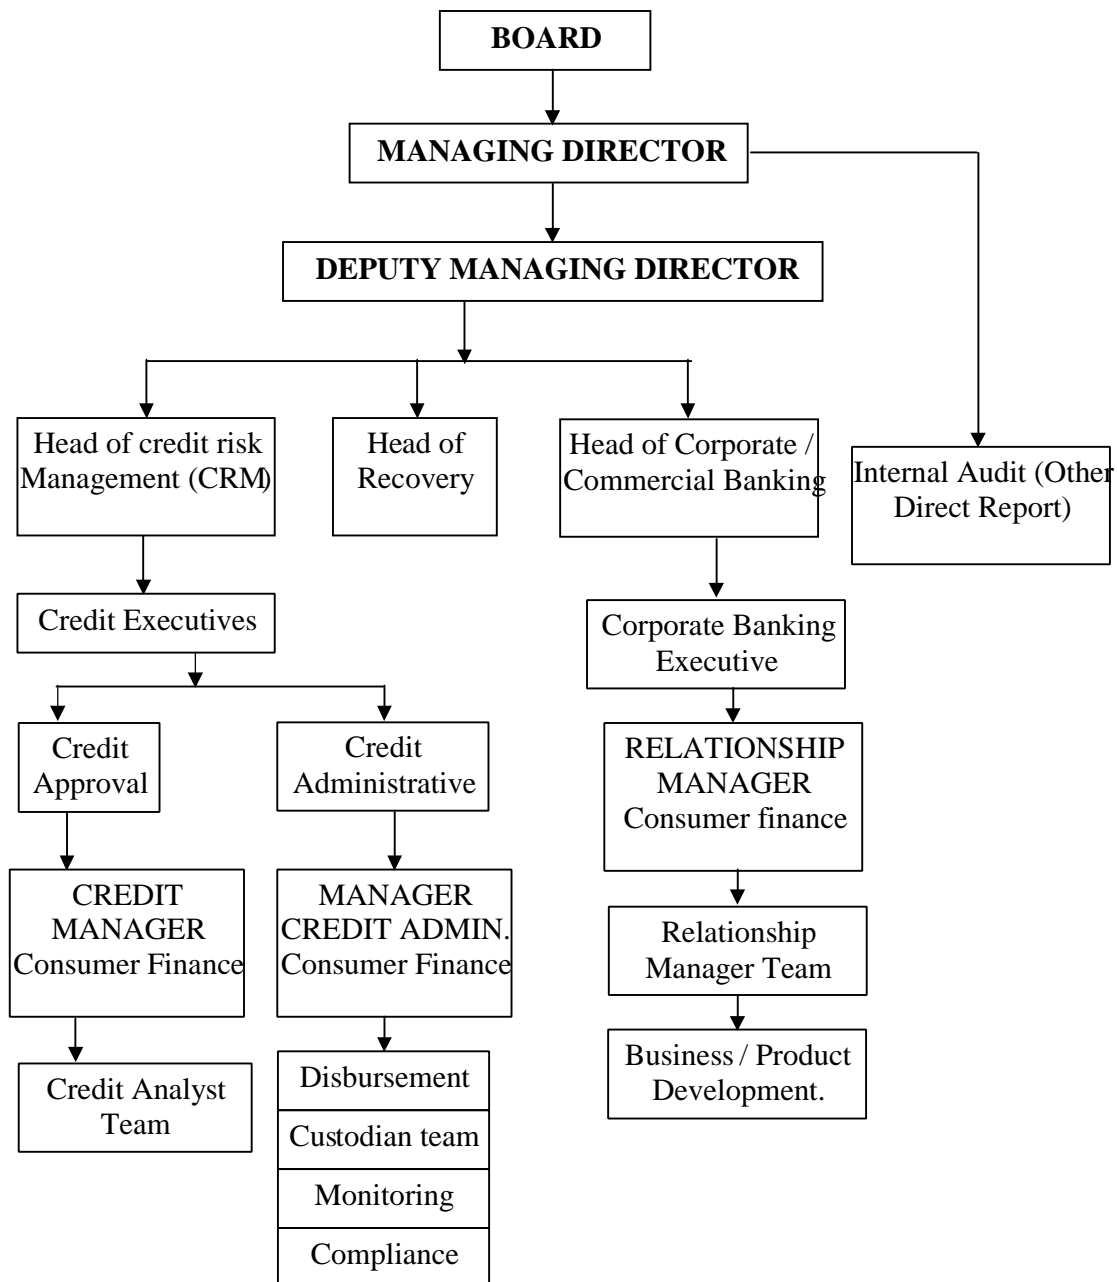 BOARD
MANAGING DIRECTOR
DEPUTY MANAGING DIRECTOR
Head of credit risk
Management (CRM)
Head of
Recovery
Head of Corporate /
Commercial Banking
Internal Audit (Other
Direct Report)
Credit Executives
Corporate Banking
Executive
Credit
Approval
Credit
Administrative
RELATIONSHIP
MANAGER
Consumer finance
CREDIT
MANAGER
Consumer Finance
MANAGER
CREDIT ADMIN.
Consumer Finance
Relationship
Manager Team
Credit Analyst
Team
Disbursement
Custodian team
Monitoring
Compliance
Business / Product
Development.